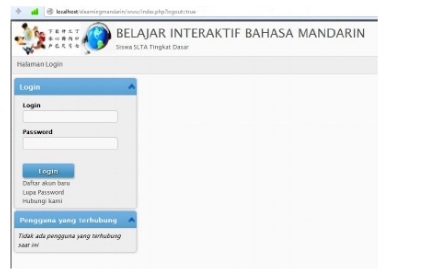 localhost/elearningmandarin/www/index.php?logout=true
BELAJAR INTERAKTIF BAHASA MANDARIN
Siswa SLTA Tingkat Dasar
Halaman Login
Login
Login
Password
Login
Daftar akun baru
Lupa Password
Hubungi kami
Pengguna yang terhubung
Tidak ada pengguna yang terhubung
saat ini